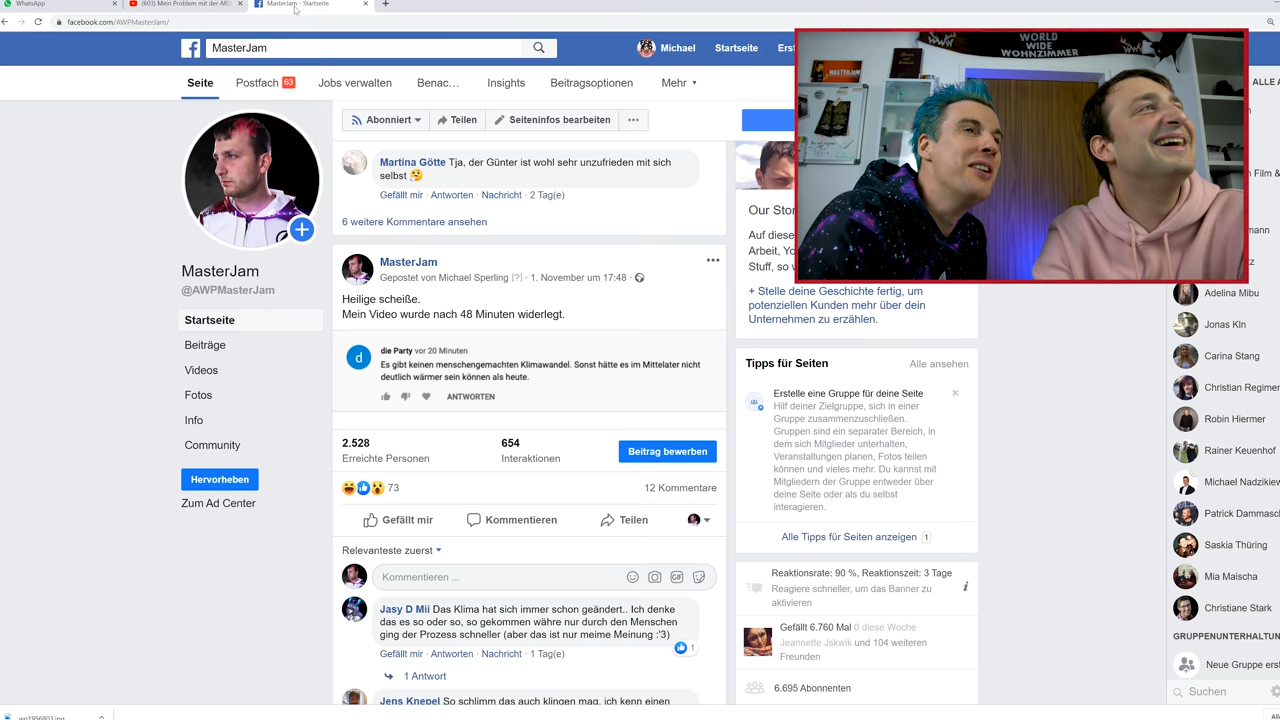 WhatsApp
(603) Mein Problem mit der AfD
MasterJam - Startseite
facebook.com/AWPMasterJam/
MasterJam
Michael
Startseite
Seite
Postfach 63
Jobs verwalten
Benac…
Insights
Beitragsoptionen
Mehr
Abonniert
Teilen
Seiteninfos bearbeiten
WORLD
WIDE
WOHNZIMMER
MASTERJAM
MasterJam
@AWPMasterJam
Startseite
Beiträge
Videos
Fotos
Info
Community
Hervorheben
Zum Ad Center
Martina Götte Tja, der Günter ist wohl sehr unzufrieden mit sich
selbst 🤔
Gefällt mir · Antworten · Nachricht · 2 Tag(e)
6 weitere Kommentare ansehen
MasterJam
Gepostet von Michael Sperling [?] · 1. November um 17:48 ·
Heilige scheiße.
Mein Video wurde nach 48 Minuten widerlegt.
d
die Party vor 20 Minuten
Es gibt keinen menschengemachten Klimawandel. Sonst hätte es im Mittelater nicht
deutlich wärmer sein können als heute.
ANTWORTEN
2.528
Erreichte Personen
654
Interaktionen
Beitrag bewerben
73
12 Kommentare
Gefällt mir
Kommentieren
Teilen
Relevanteste zuerst
Kommentieren ...
GIF
Jasy D Mii Das Klima hat sich immer schon geändert.. Ich denke
das es so oder so, so gekommen währe nur durch den Menschen
ging der Prozess schneller (aber das ist nur meime Meinung :'3)
1
Gefällt mir · Antworten · Nachricht · 1 Tag(e)
1 Antwort
Jens Knepel So schlimm das auch klingen mag, ich kenn einen
Our Stor
Auf diese
Arbeit, Yo
Stuff, so w
+ Stelle deine Geschichte fertig, um
potenziellen Kunden mehr über dein
Unternehmen zu erzählen.
Tipps für Seiten
Alle ansehen
Erstelle eine Gruppe für deine Seite
Hilf deiner Zielgruppe, sich in einer
Gruppe zusammenzuschließen.
Gruppen sind ein separater Bereich, in
dem sich Mitglieder unterhalten,
Veranstaltungen planen, Fotos teilen
können und vieles mehr. Du kannst mit
Mitgliedern der Gruppe entweder über
deine Seite oder als du selbst
interagieren.
Alle Tipps für Seiten anzeigen 1
Reaktionsrate: 90 %, Reaktionszeit: 3 Tage
Reagiere schneller, um das Banner zu
aktivieren
Gefällt 6.760 Mal 0 diese Woche
Jeannette Jskwik und 104 weiteren
Freunden
6.695 Abonnenten
Adelina Mibu
Jonas Kln
Carina Stang
Christian Regimer
Robin Hiermer
Rainer Keuenhof
Michael Nadzikiew
Patrick Dammasc
Saskia Thüring
Mia Maischa
Christiane Stark
GRUPPENUNTERHALTUN
Neue Gruppe erst
Suchen
wp1956803.jpg